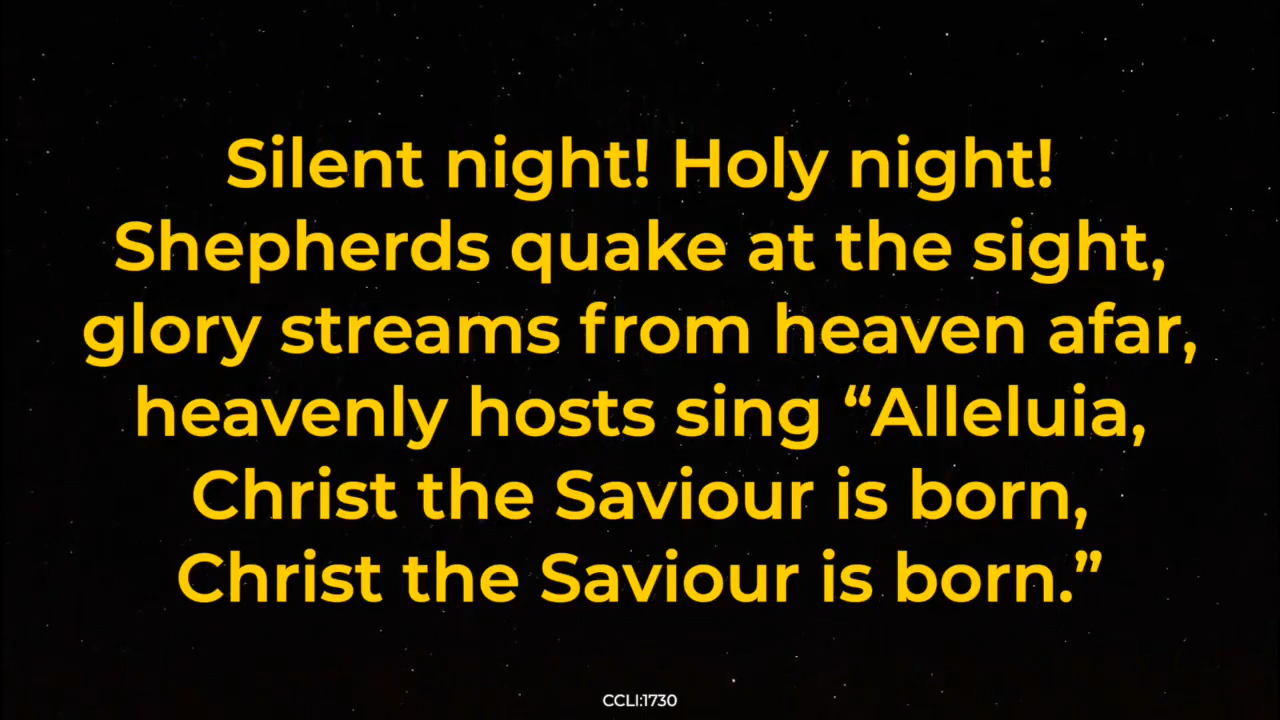 Silent night! Holy night!
Shepherds quake at the sight,
glory streams from heaven afar,
heavenly hosts sing “Alleluia,
Christ the Saviour is born,
Christ the Saviour is born.”
CCLI:1730